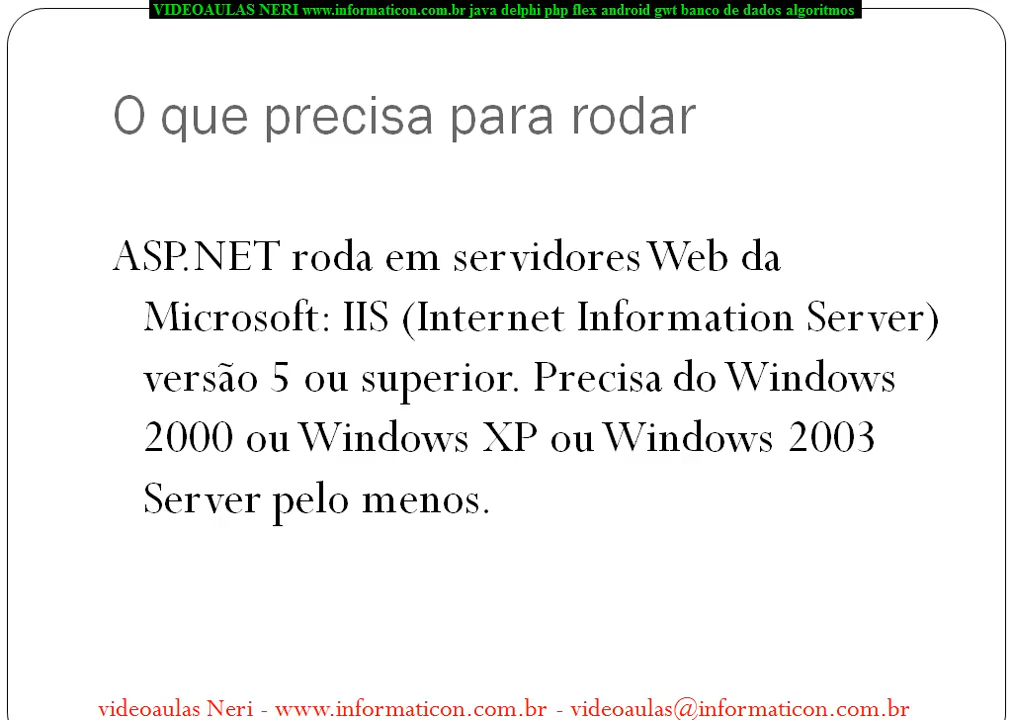 VIDEOAULAS NERI www.informaticon.com.br java delphi php flex android gwt banco de dados algoritmos
O que precisa para rodar
ASP.NET roda em servidores Web da
Microsoft: IIS (Internet Information Server)
versão 5 ou superior. Precisa do Windows
2000 ou Windows XP ou Windows 2003
Server pelo menos.
videoaulas Neri - www.informaticon.com.br - videoaulas@informaticon.com.br